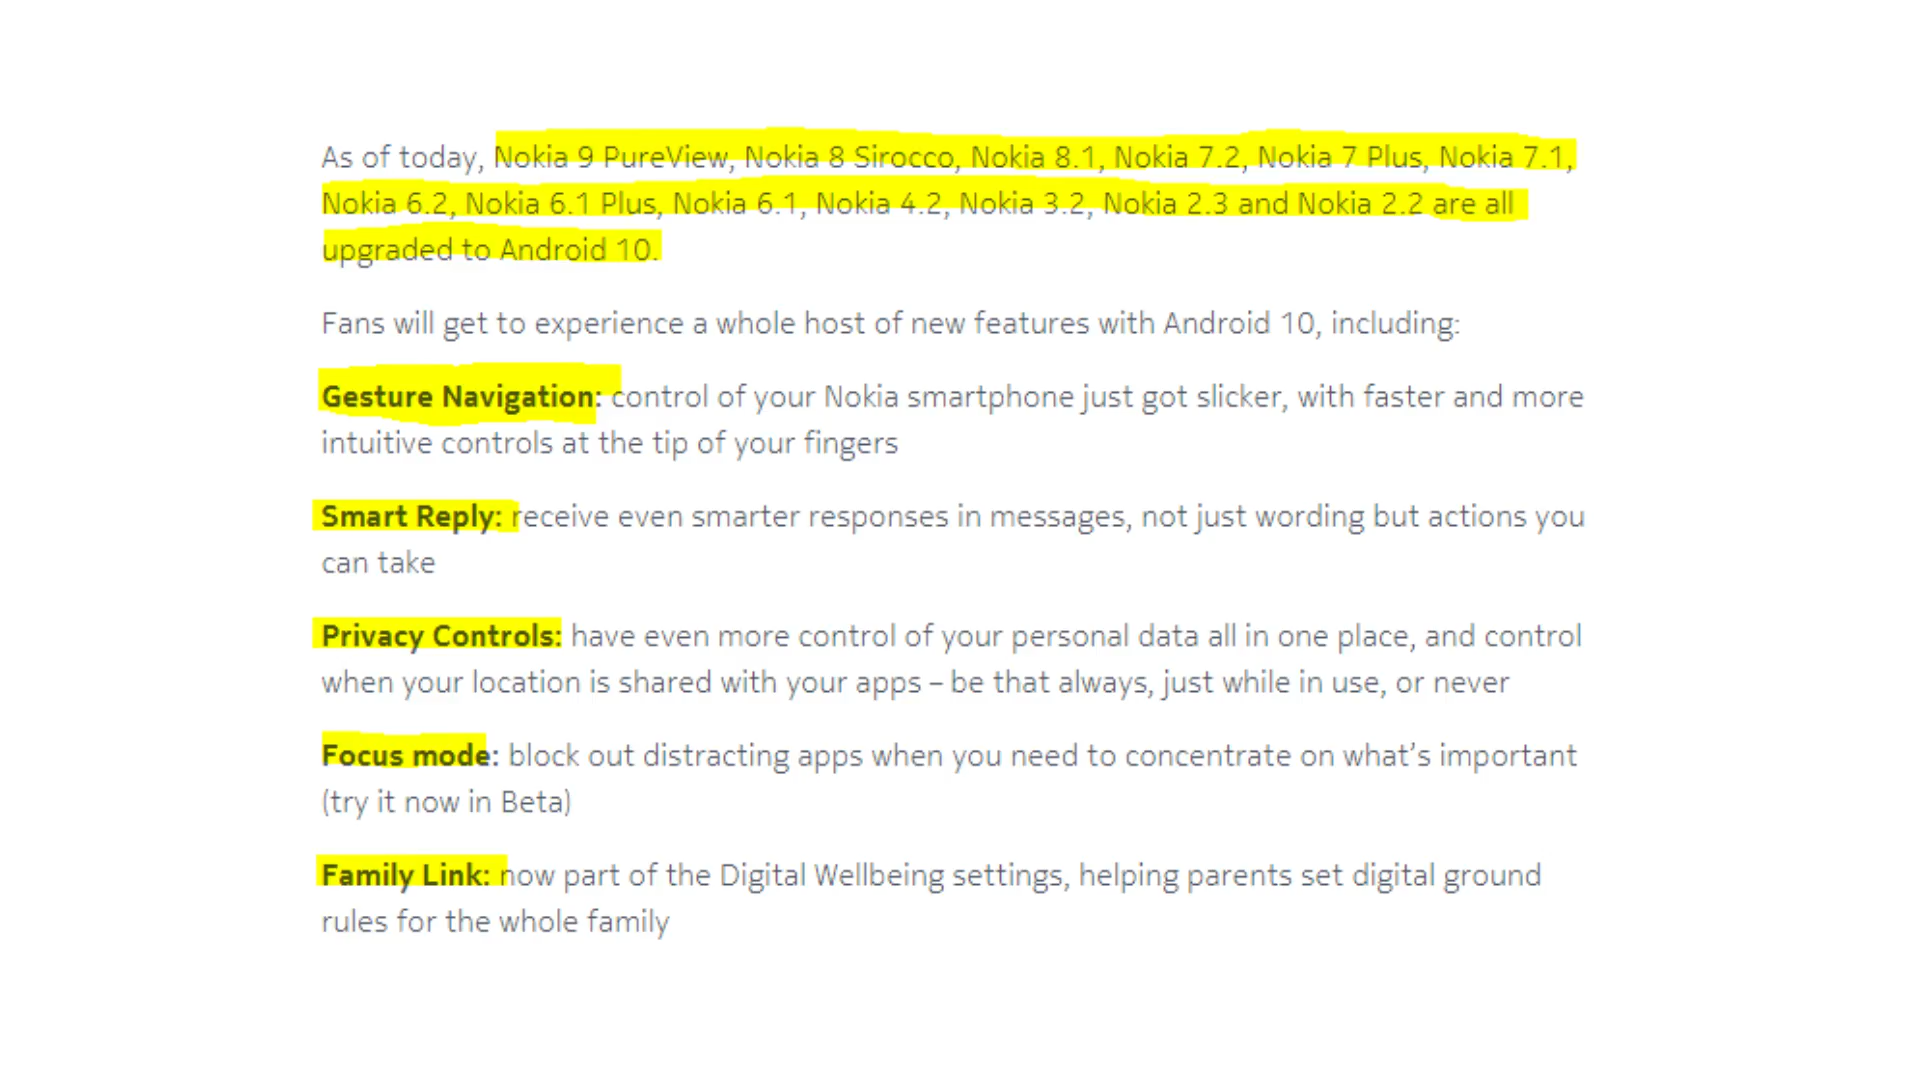 As of today, Nokia 9 PureView, Nokia 8 Sirocco, Nokia 8.1, Nokia 7.2, Nokia 7 Plus, Nokia 7.1,
Nokia 6.2, Nokia 6.1 Plus, Nokia 6.1, Nokia 4.2, Nokia 3.2, Nokia 2.3 and Nokia 2.2 are all
upgraded to Android 10.
Fans will get to experience a whole host of new features with Android 10, including:
Gesture Navigation: control of your Nokia smartphone just got slicker, with faster and more
intuitive controls at the tip of your fingers
Smart Reply: receive even smarter responses in messages, not just wording but actions you
can take
Privacy Controls: have even more control of your personal data all in one place, and control
when your location is shared with your apps – be that always, just while in use, or never
Focus mode: block out distracting apps when you need to concentrate on what’s important
(try it now in Beta)
Family Link: now part of the Digital Wellbeing settings, helping parents set digital ground
rules for the whole family